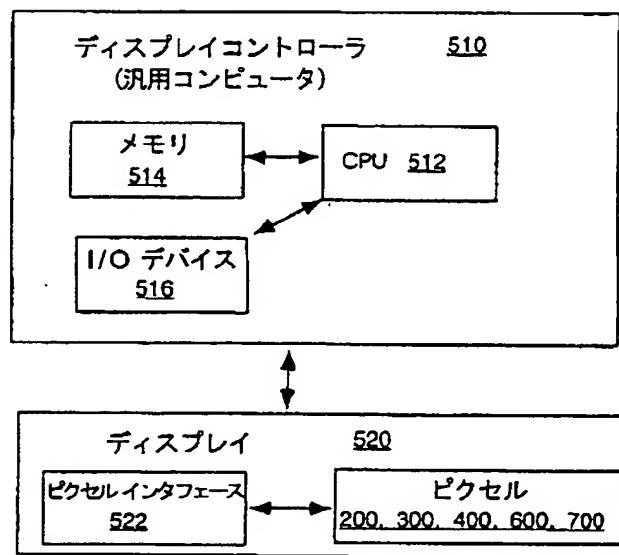 ディスプレイコントローラ 510
(汎用コンピュータ)
メモリ
514
CPU 512
I/O デバイス
516
ディスプレイ 520
ピクセル インタフェース
522
ピクセル
200, 300, 400, 600, 700